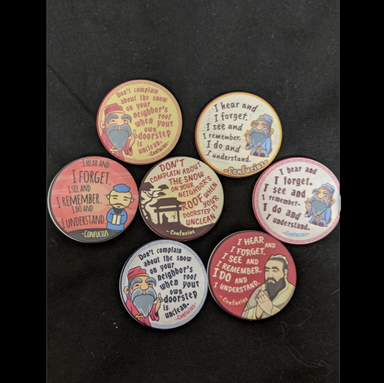 Don't complain
about the snow
on your
neighbor's
roof
when your
own
doorstep
is
unclean.
-Confucius-
I hear and
I forget.
I see and
I remember.
I do and
I understand.
-Confucius
I HEAR AND
I FORGET.
I SEE AND
I REMEMBER.
I DO AND
I UNDERSTAND.
-CONFUCIUS
DON'T
COMPLAIN ABOUT
THE SNOW
ON YOUR
NEIGHBOR'S
ROOF WHEN
YOUR
DOORSTEP IS
UNCLEAN
- Confucius
I hear and
I forget.
I see and
I remember.
I do and
I understand.
-Confucius
Don't complain
about the snow
on your
neighbor's
roof
when your
own
doorstep
is
unclean.
-Confucius-
I HEAR AND
I FORGET.
I SEE AND
I REMEMBER.
I DO AND
I UNDERSTAND.
- Confucius